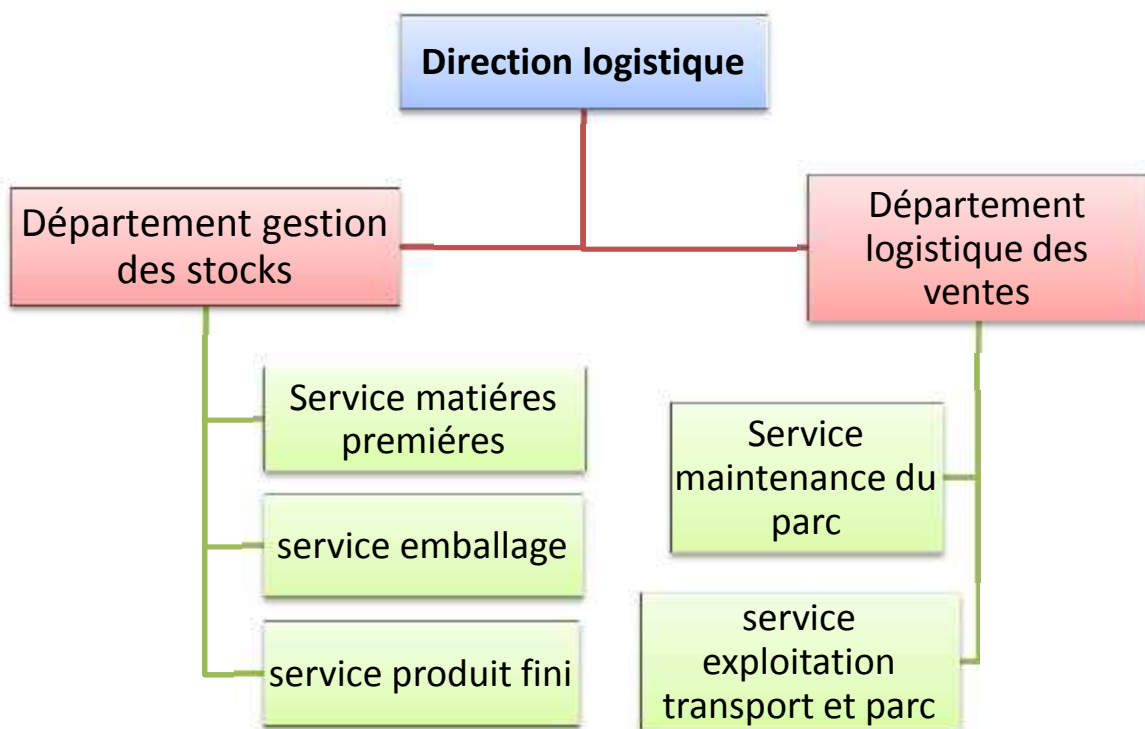 Direction logistique
Département gestion
des stocks
Département
logistique des
ventes
Service matiéres
premiéres
service emballage
service produit fini
Service
maintenance du
parc
service
exploitation
transport et parc